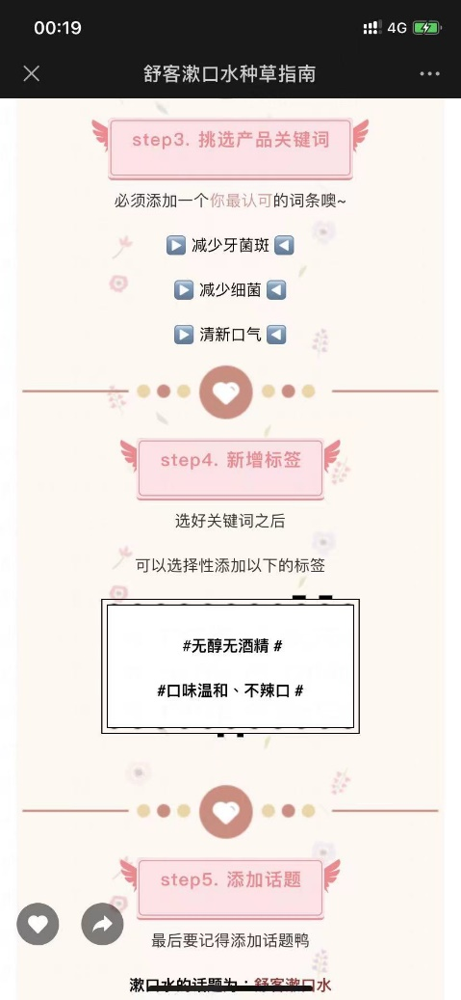 00:19
4G
舒客漱口水种草指南
step3. 挑选产品关键词
必须添加一个你最认可的词条噢~
减少牙菌斑
减少细菌
清新口气
step4. 新增标签
选好关键词之后
可以选择性添加以下的标签
#无醇无酒精 #
#口味温和、不辣口 #
step5. 添加话题
最后要记得添加话题鸭
漱口水的话题为：舒客漱口水